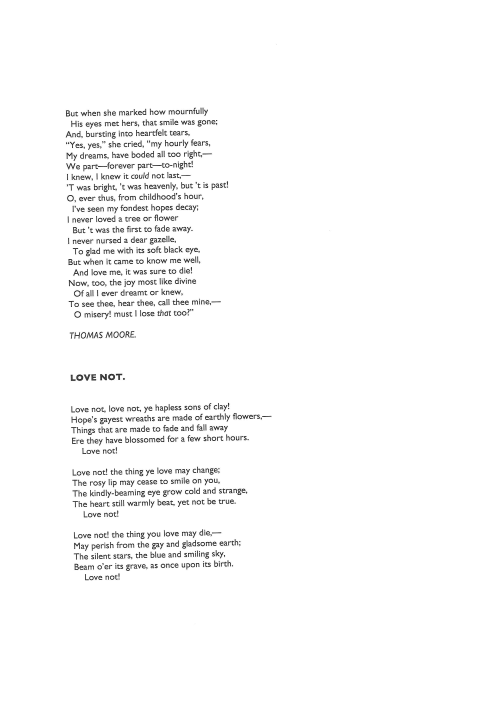 But when she marked how mournfully
His eyes met hers, that smile was gone;
And, bursting into heartfelt tears,
"Yes, yes," she cried, "my hourly fears,
My dreams, have boded all too right,—
We part—forever part—to-night!
I knew, I knew it could not last,—
'T was bright, 't was heavenly, but 't is past!
O, ever thus, from childhood's hour,
I've seen my fondest hopes decay;
I never loved a tree or flower
But 't was the first to fade away.
I never nursed a dear gazelle,
To glad me with its soft black eye,
But when it came to know me well,
And love me, it was sure to die!
Now, too, the joy most like divine
Of all I ever dreamt or knew,
To see thee, hear thee, call thee mine,—
O misery! must I lose that too?"
THOMAS MOORE.
LOVE NOT.
Love not, love not, ye hapless sons of clay!
Hope's gayest wreaths are made of earthly flowers,—
Things that are made to fade and fall away
Ere they have blossomed for a few short hours.
Love not!
Love not! the thing ye love may change;
The rosy lip may cease to smile on you,
The kindly-beaming eye grow cold and strange,
The heart still warmly beat, yet not be true.
Love not!
Love not! the thing you love may die,—
May perish from the gay and gladsome earth;
The silent stars, the blue and smiling sky,
Beam o'er its grave, as once upon its birth.
Love not!